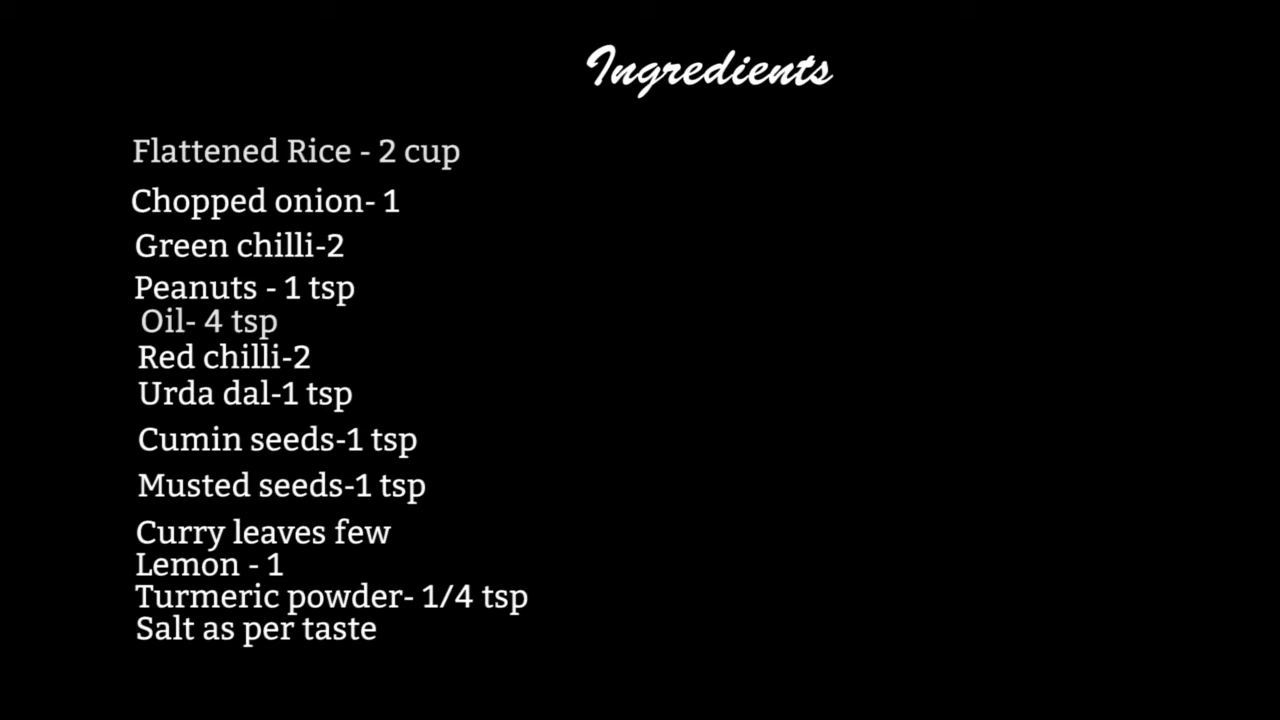 Ingredients
Flattened Rice - 2 cup
Chopped onion- 1
Green chilli-2
Peanuts - 1 tsp
Oil- 4 tsp
Red chilli-2
Urda dal-1 tsp
Cumin seeds-1 tsp
Musted seeds-1 tsp
Curry leaves few
Lemon - 1
Turmeric powder- 1/4 tsp
Salt as per taste